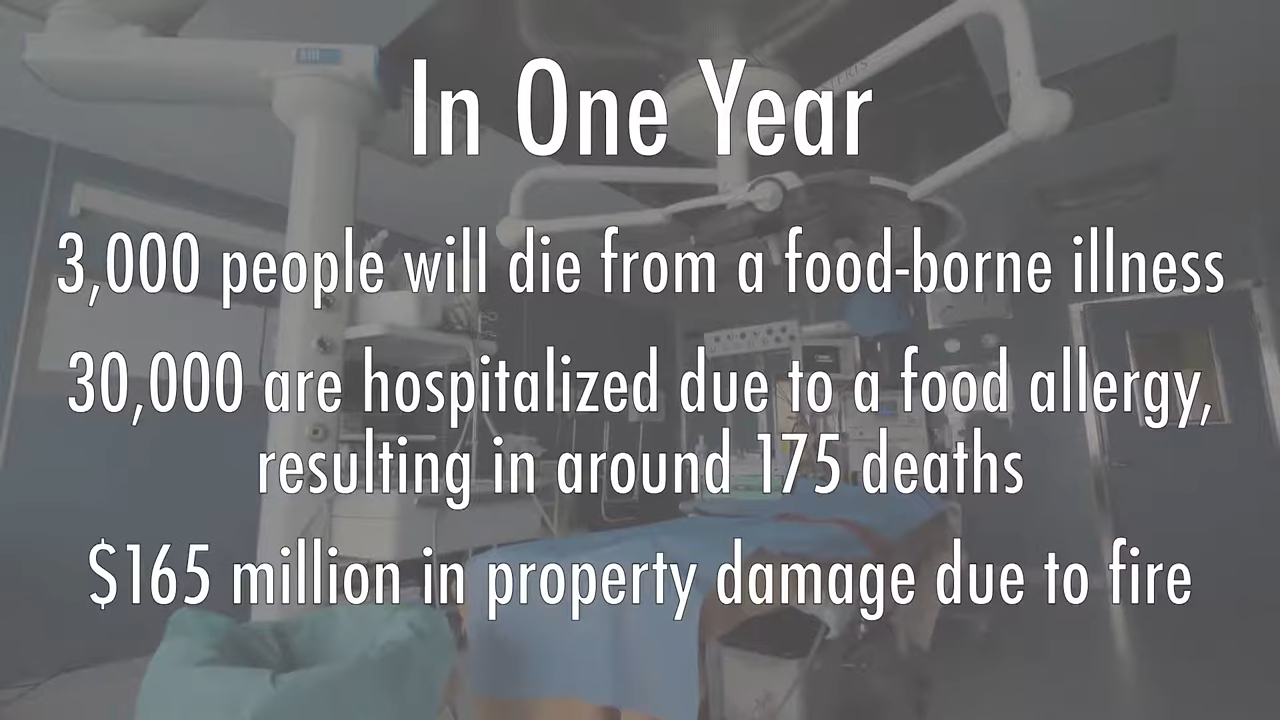 In One Year
3,000 people will die from a food-borne illness
30,000 are hospitalized due to a food allergy,
resulting in around 175 deaths
$165 million in property damage due to fire